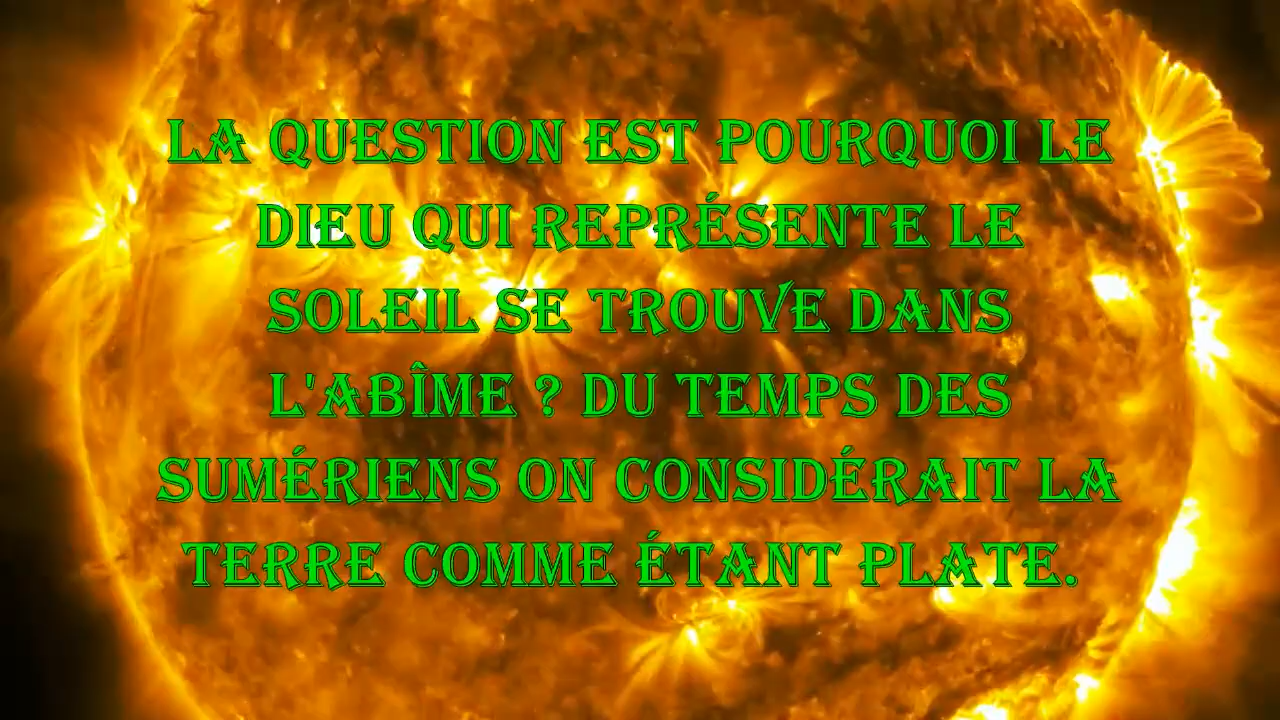 LA QUESTION EST POURQUOI LE
DIEU QUI REPRÉSENTE LE
SOLEIL SE TROUVE DANS
L'ABÎME ? DU TEMPS DES
SUMÉRIENS ON CONSIDÉRAIT LA
TERRE COMME ÉTANT PLATE.